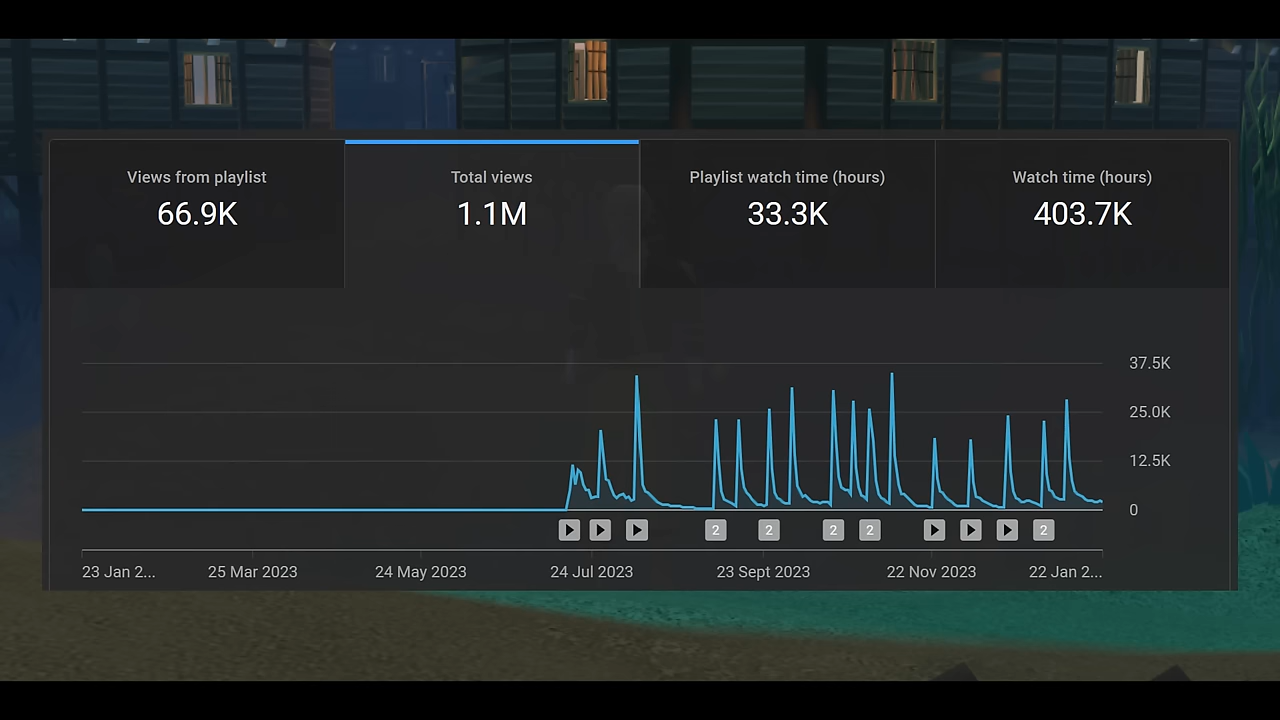 Views from playlist
66.9K
Total views
1.1M
Playlist watch time (hours)
33.3K
Watch time (hours)
403.7K
37.5K
25.0K
12.5K
0
2
2
2
2
2
23 Jan 2...
25 Mar 2023
24 May 2023
24 Jul 2023
23 Sept 2023
22 Nov 2023
22 Jan 2...